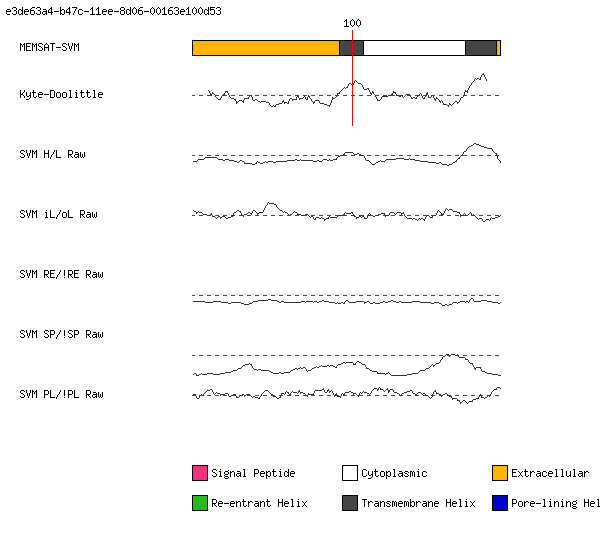 e3de63a4-b47c-11ee-8d06-00163e100d53
100
MEMSAT-SVM
Kyte-Doolittle
SVM H/L Raw
SVM iL/oL Raw
SVM RE/!RE Raw
SVM SP/!SP Raw
SVM PL/!PL Raw
Signal Peptide Cytoplasmic Extracellular
Re-entrant Helix Transmembrane Helix Pore-lining Hel